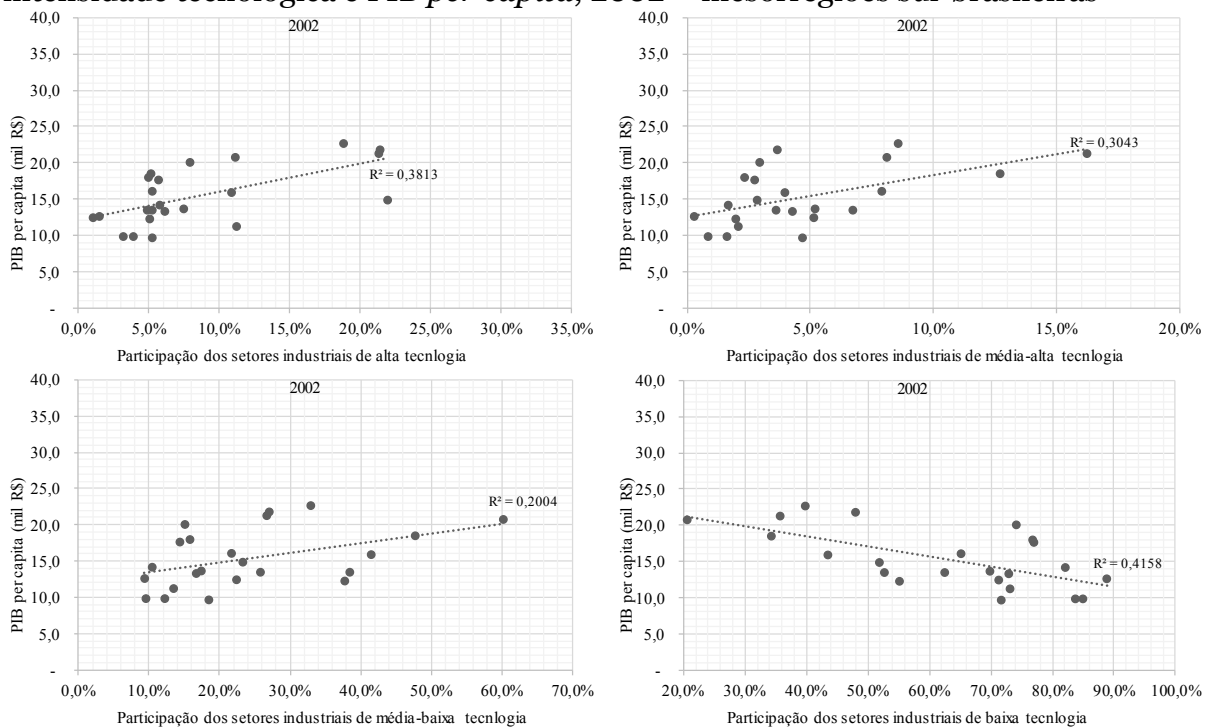 intensidade tecnológica e PIB per capita, 2002 – mesorregiões sul-brasileiras
2002
40,0
35,0
30,0
25,0
20,0
15,0
10,0
5,0
-
PIB per capita (mil R$)
R² = 0,3813
0,0% 5,0% 10,0% 15,0% 20,0% 25,0% 30,0% 35,0%
Participação dos setores industriais de alta tecnlogia
2002
40,0
35,0
30,0
25,0
20,0
15,0
10,0
5,0
-
PIB per capita (mil R$)
R² = 0,3043
0,0% 5,0% 10,0% 15,0% 20,0%
Participação dos setores industriais de média-alta tecnlogia
2002
40,0
35,0
30,0
25,0
20,0
15,0
10,0
5,0
-
PIB per capita (mil R$)
R² = 0,2004
0,0% 10,0% 20,0% 30,0% 40,0% 50,0% 60,0% 70,0%
Participação dos setores industriais de média-baixa tecnlogia
2002
40,0
35,0
30,0
25,0
20,0
15,0
10,0
5,0
-
PIB per capita (mil R$)
R² = 0,4158
20,0% 30,0% 40,0% 50,0% 60,0% 70,0% 80,0% 90,0% 100,0%
Participação dos setores industriais de baixa tecnlogia